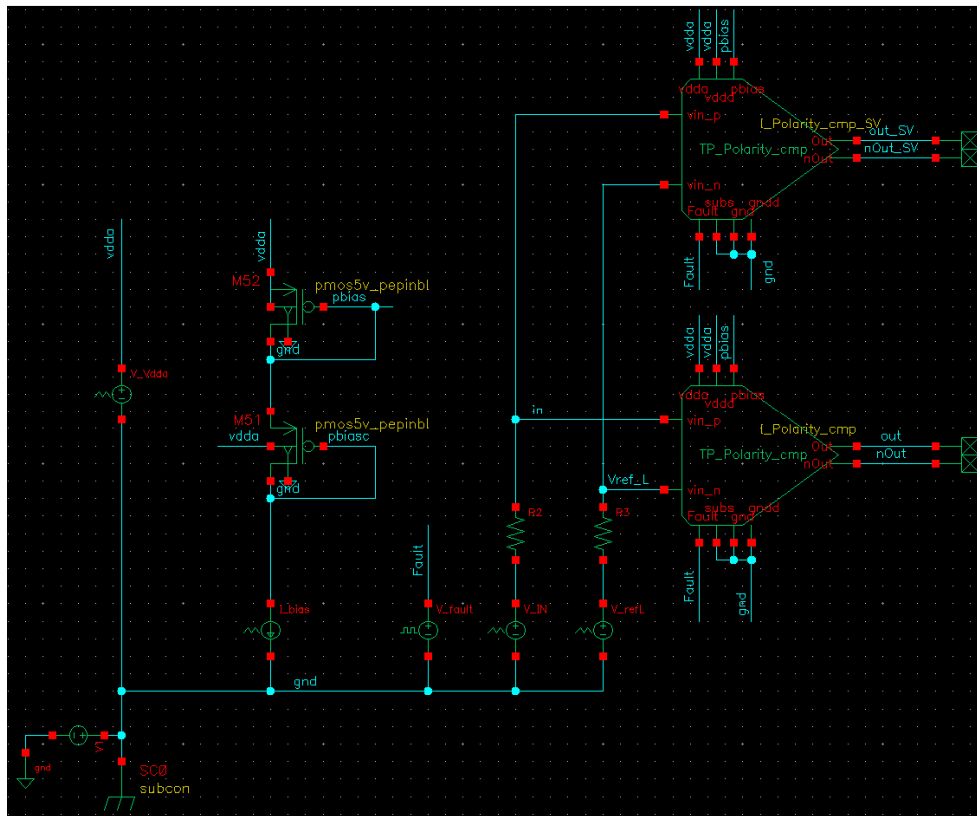 vdda
vdda
pbias
vdda pbias
vddd
vin_p
I_Polarity_cmp_SV
out_SV
Out
TP_Polarity_cmp
nOut
nOut_SV
vin_n
subs gndd
Fault gnd
Fault
gnd
vdda
vdda
M52
pmos5v_pepinbl
pbias
gnd
V_Vdda
M51
pmos5v_pepinbl
vdda
pbiasc
gnd
vdda
vdda
pbias
vdda pbias
vddd
in
vin_p
I_Polarity_cmp
out
Out
TP_Polarity_cmp
nOut
nOut
Vref_L
vin_n
subs gndd
Fault gnd
R2
R3
Fault
Fault
gnd
I_bias
V_fault
V_IN
V_refL
gnd
V1
gnd
SC0
subcon